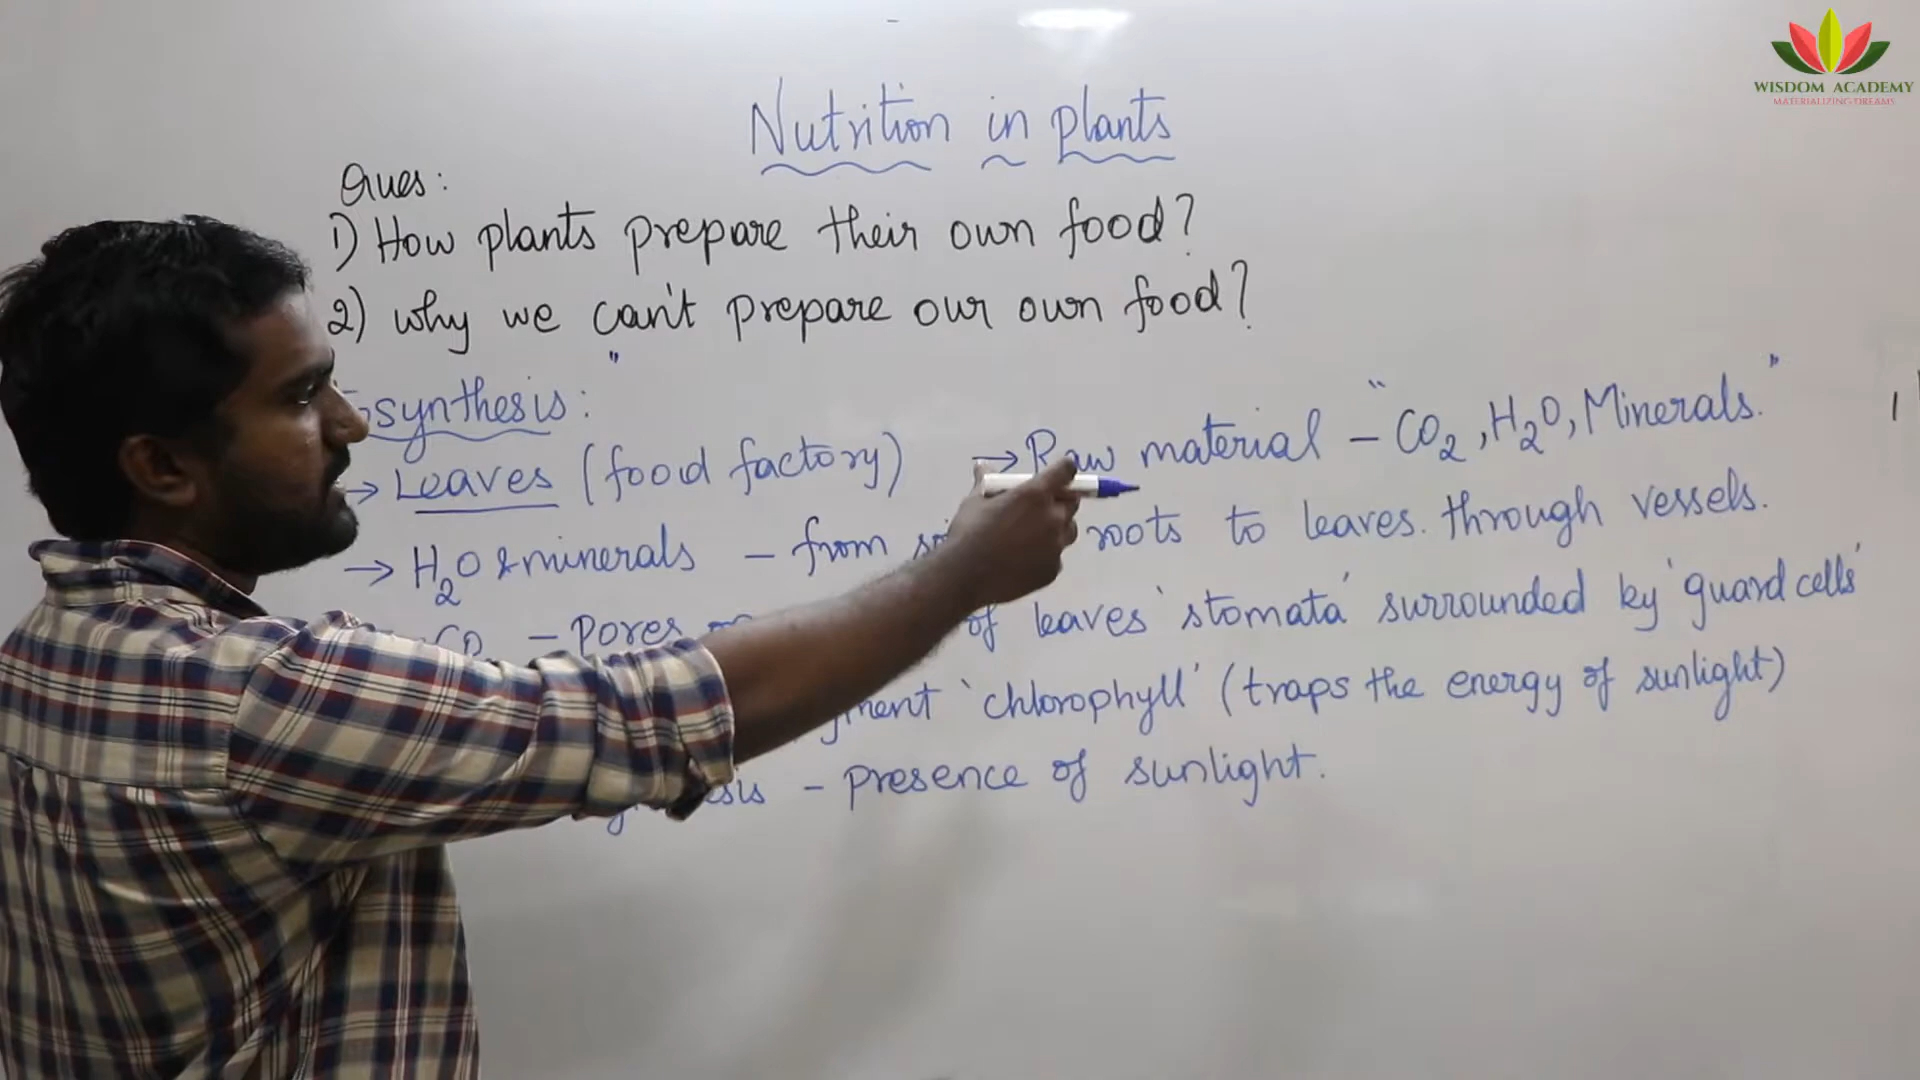 WISDOM ACADEMY
MATERIALIZING DREAMS
Nutrition in plants
Ques:
1) How plants prepare their own food?
2) why we can't prepare our own food?
synthesis:
→ Leaves (food factory) → Raw material - "CO2, H2O, Minerals."
→ H2O & minerals - from roots to leaves. through vessels.
- Pores of leaves 'stomata' surrounded by 'guard cells'
'chlorophyll' (traps the energy of sunlight)
- presence of sunlight.